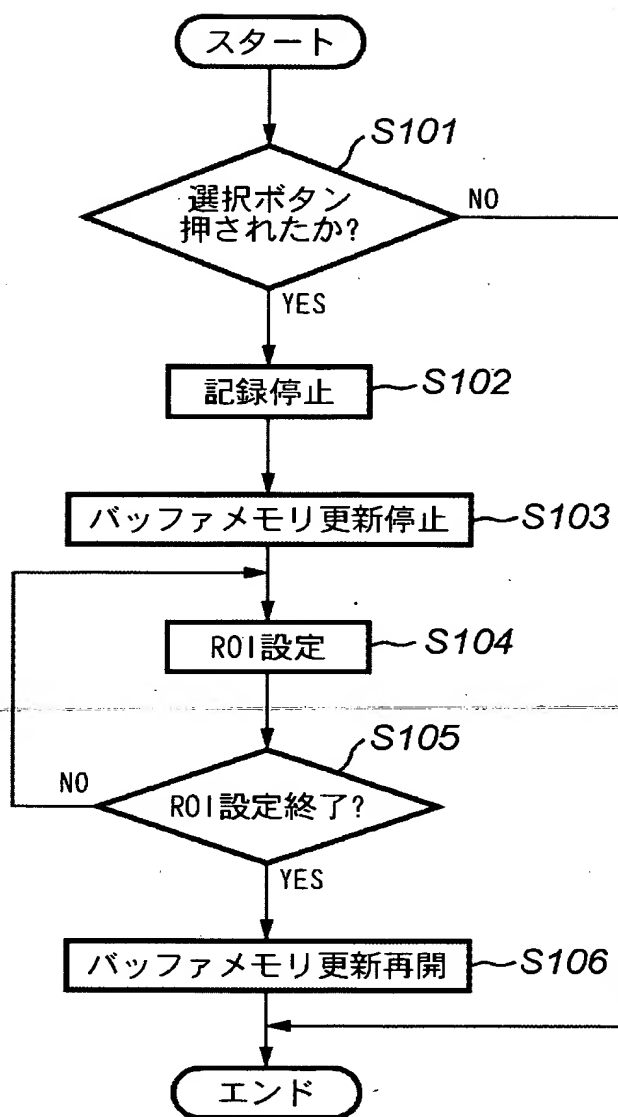 スタート
S101
選択ボタン
押されたか?
NO
YES
記録停止
S102
バッファメモリ更新停止
S103
ROI設定
S104
S105
NO
ROI設定終了?
YES
バッファメモリ更新再開
S106
エンド